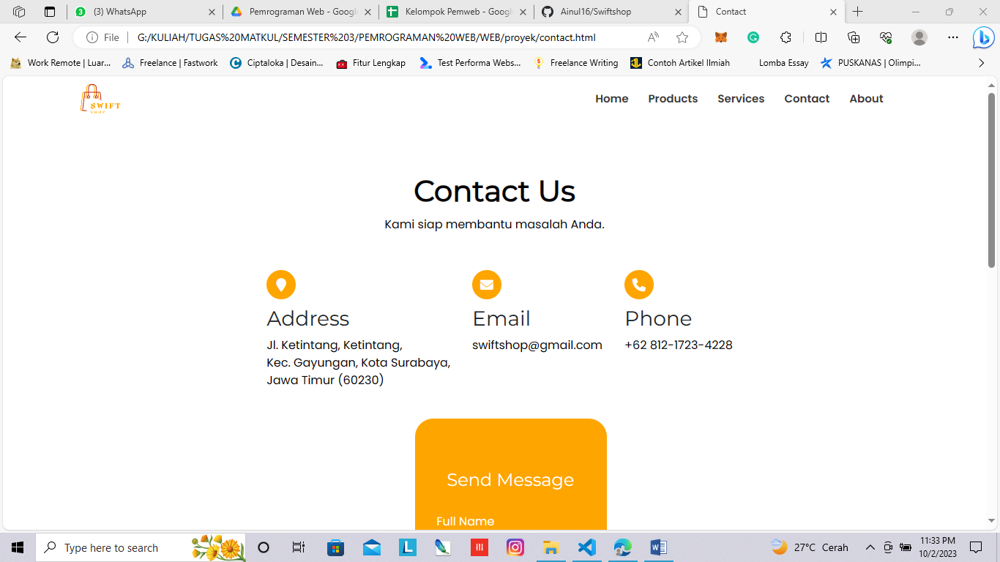 (3) WhatsApp
Pemrograman Web - Googl
Kelompok Pemweb - Googl
Ainul16/Swiftshop
Contact
File
G:/KULIAH/TUGAS%20MATKUL/SEMESTER%203/PEMROGRAMAN%20WEB/WEB/proyek/contact.html
Work Remote | Luar...
Freelance | Fastwork
Ciptaloka | Desain...
Fitur Lengkap
Test Performa Webs...
Freelance Writing
Contoh Artikel Ilmiah
Lomba Essay
PUSKANAS | Olimpi...
SWIFT
SHOP
Home
Products
Services
Contact
About
Contact Us
Kami siap membantu masalah Anda.
Address
Jl. Ketintang, Ketintang,
Kec. Gayungan, Kota Surabaya,
Jawa Timur (60230)
Email
swiftshop@gmail.com
Phone
+62 812-1723-4228
Send Message
Full Name
Type here to search
27°C Cerah
11:33 PM
10/2/2023